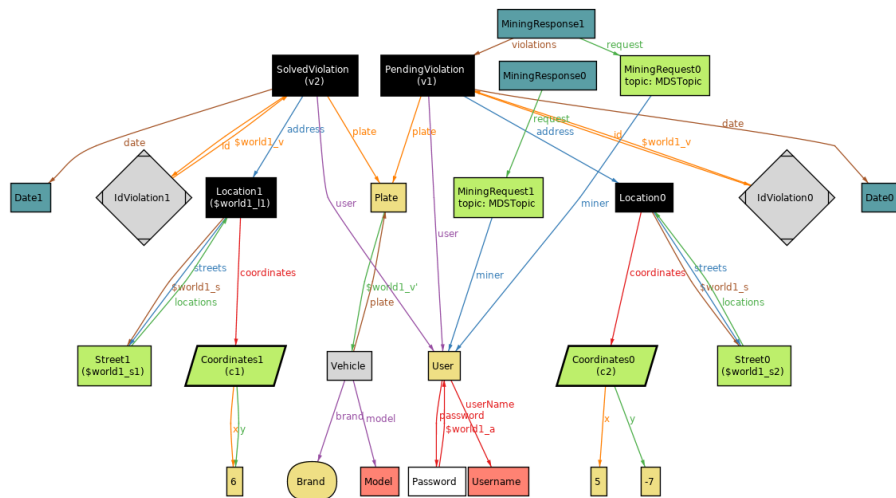 MiningResponse1
violations
request
SolvedViolation
(v2)
PendingViolation
(v1)
MiningResponse0
MiningRequest0
topic: MDSTopic
date
id
$world1_v
address
plate
plate
request
address
id
$world1_v
date
Date1
IdViolation1
Location1
($world1_l1)
user
Plate
MiningRequest1
topic: MDSTopic
miner
Location0
IdViolation0
Date0
user
streets
$world1_s
locations
coordinates
$world1_v'
plate
miner
coordinates
streets
$world1_s
locations
Street1
($world1_s1)
Coordinates1
(c1)
Vehicle
User
Coordinates0
(c2)
Street0
($world1_s2)
x
y
brand
model
userName
password
$world1_a
x
y
6
Brand
Model
Password
Username
5
-7